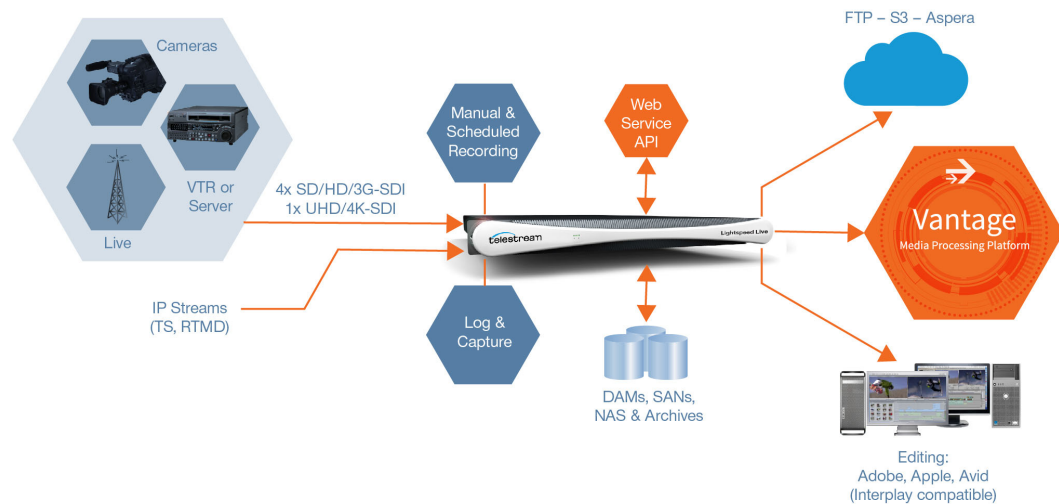 FTP – S3 – Aspera
Cameras
VTR or
Server
Live
4x SD/HD/3G-SDI
1x UHD/4K-SDI
IP Streams
(TS, RTMD)
Manual &
Scheduled
Recording
Web
Service
API
telestream
Lightspeed Live
Log &
Capture
DAMs, SANs,
NAS & Archives
Vantage
Media Processing Platform
Editing:
Adobe, Apple, Avid
(Interplay compatible)